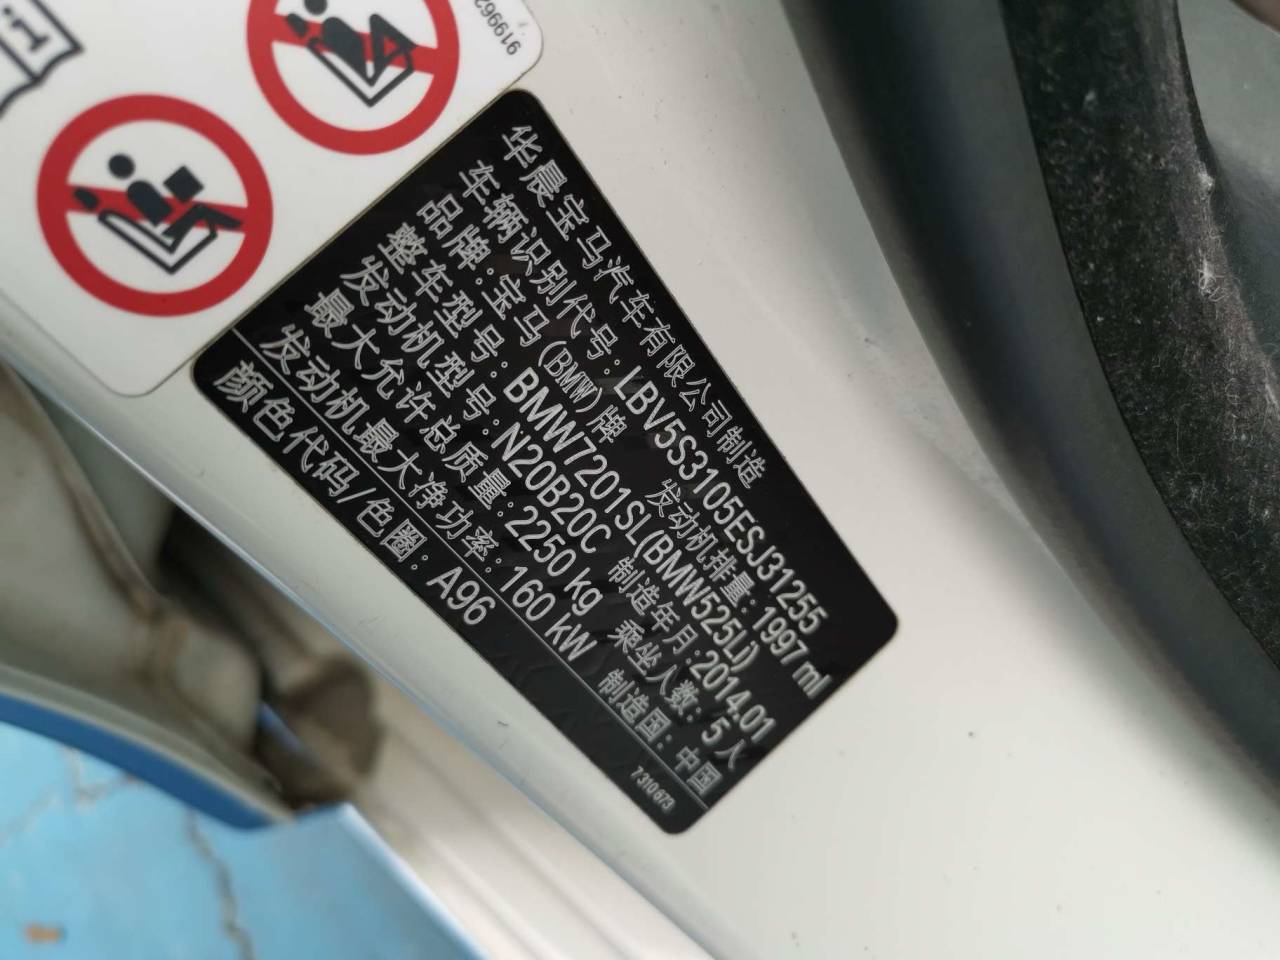 919962
华晨宝马汽车有限公司制造
车辆识别代号: LBV5S3105ESJ31255
品牌: 宝马(BMW)牌 发动机排量: 1997 ml
整车型号: BMW7201SL(BMW525Li)
发动机型号: N20B20C 制造年月: 2014.01
最大允许总质量: 2250 kg 乘坐人数: 5 人
发动机最大净功率: 160 kW 制造国: 中国
颜色代码/色圈: A96
7310673